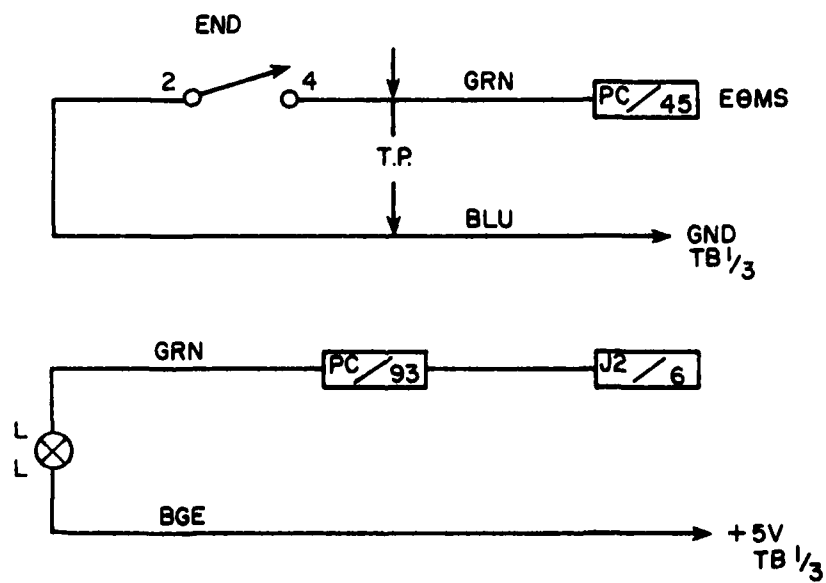 END
2 4 GRN PC/45 EθMS
T.P.
BLU GND
TB 1/3
GRN PC/93 J2/6
L
L
BGE +5V
TB 1/3